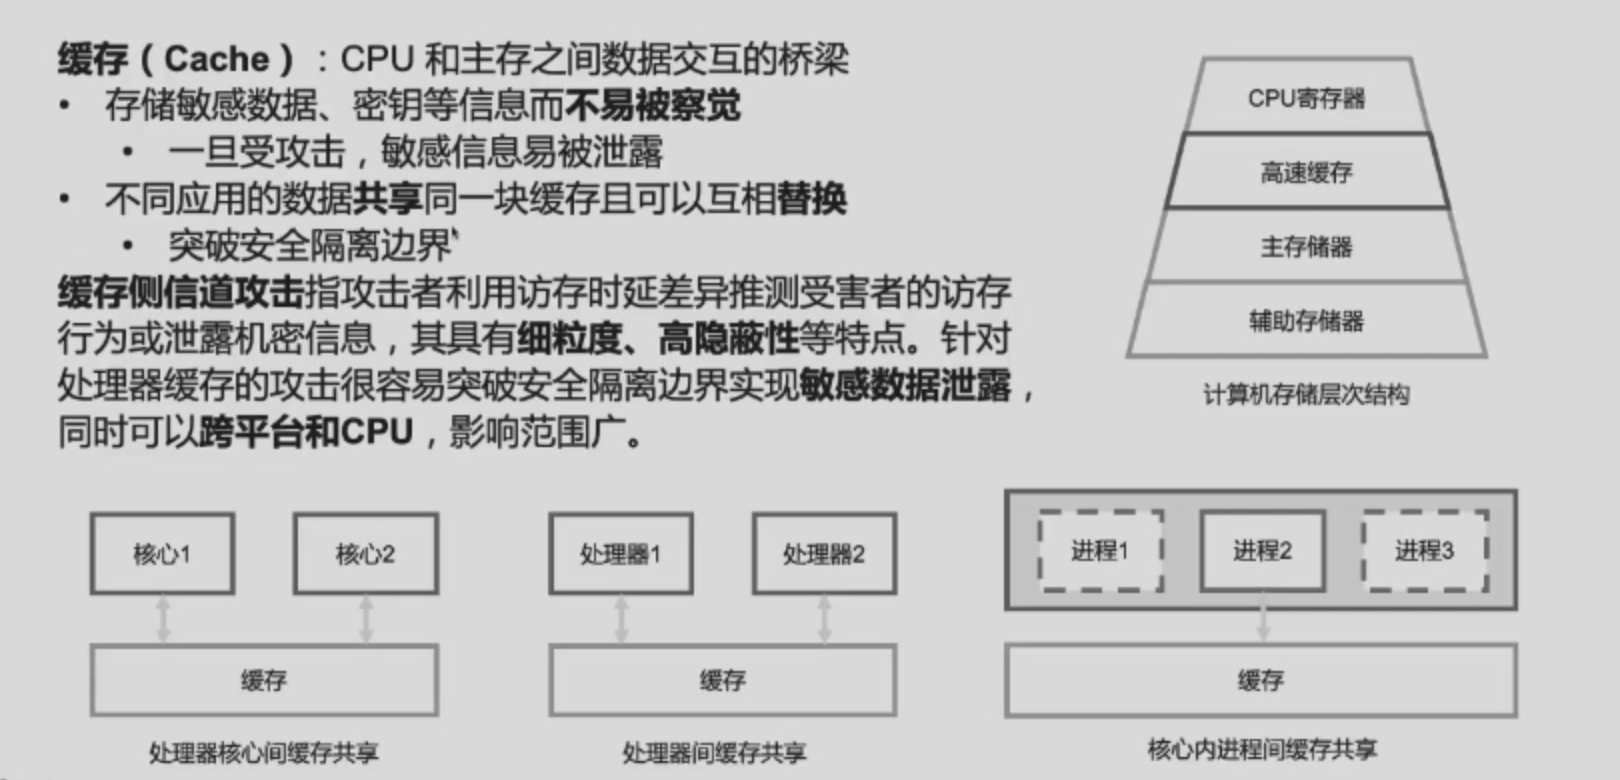 缓存（Cache）：CPU 和主存之间数据交互的桥梁
• 存储敏感数据、密钥等信息而不易被察觉
• 一旦受攻击，敏感信息易被泄露
• 不同应用的数据共享同一块缓存且可以互相替换
• 突破安全隔离边界
缓存侧信道攻击指攻击者利用访存时延差异推测受害者的访存
行为或泄露机密信息，其具有细粒度、高隐蔽性等特点。针对
处理器缓存的攻击很容易突破安全隔离边界实现敏感数据泄露，
同时可以跨平台和CPU，影响范围广。
CPU寄存器
高速缓存
主存储器
辅助存储器
计算机存储层次结构
核心1
核心2
缓存
处理器核心间缓存共享
处理器1
处理器2
缓存
处理器间缓存共享
进程1
进程2
进程3
缓存
核心内进程间缓存共享